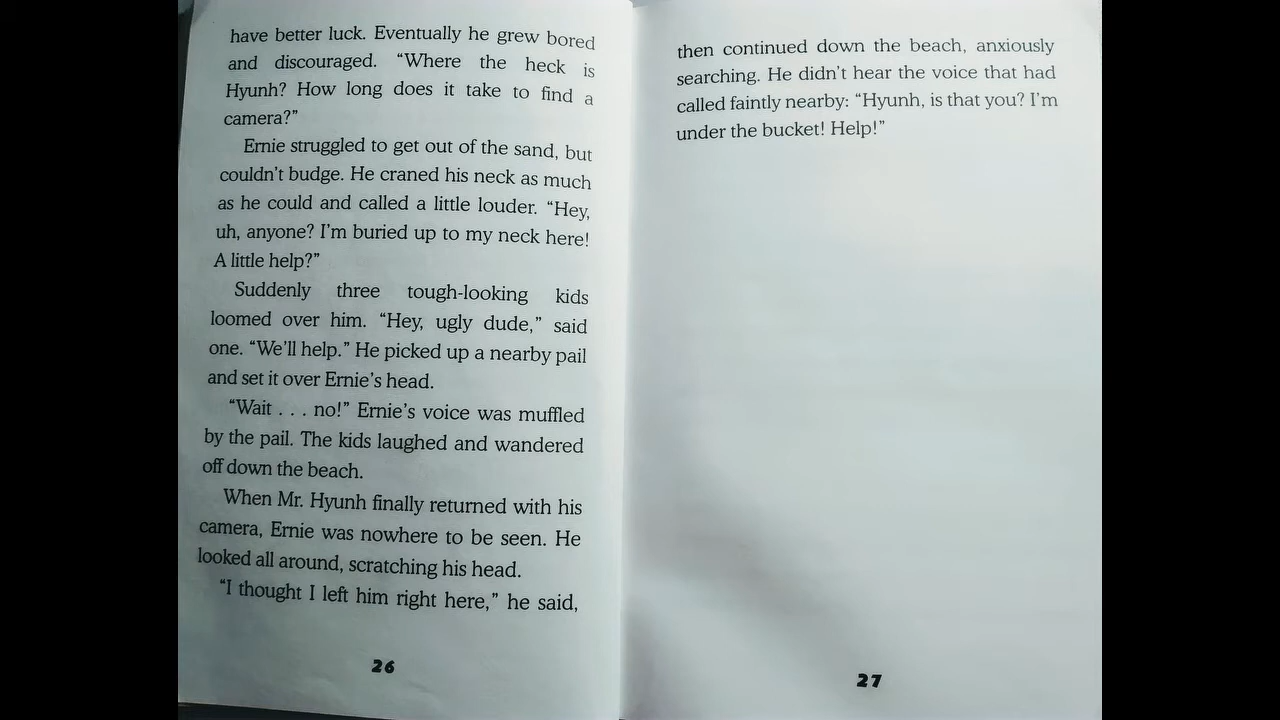 have better luck. Eventually he grew bored
and discouraged. “Where the heck is
Hyunh? How long does it take to find a
camera?”
Ernie struggled to get out of the sand, but
couldn’t budge. He craned his neck as much
as he could and called a little louder. “Hey,
uh, anyone? I’m buried up to my neck here!
A little help?”
Suddenly three tough-looking kids
loomed over him. “Hey, ugly dude,” said
one. “We’ll help.” He picked up a nearby pail
and set it over Ernie’s head.
“Wait . . . no!” Ernie’s voice was muffled
by the pail. The kids laughed and wandered
off down the beach.
When Mr. Hyunh finally returned with his
camera, Ernie was nowhere to be seen. He
looked all around, scratching his head.
“I thought I left him right here,” he said,
26
then continued down the beach, anxiously
searching. He didn’t hear the voice that had
called faintly nearby: “Hyunh, is that you? I’m
under the bucket! Help!”
27